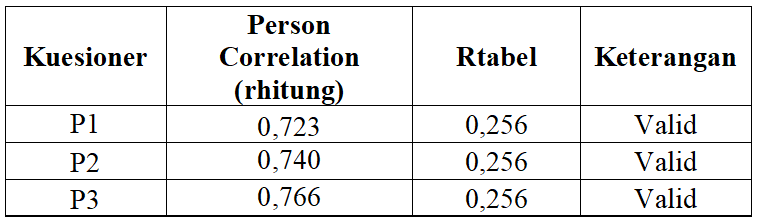 Kuesioner Person Correlation (rhitung) Rtabel Keterangan
P1 0,723 0,256 Valid
P2 0,740 0,256 Valid
P3 0,766 0,256 Valid